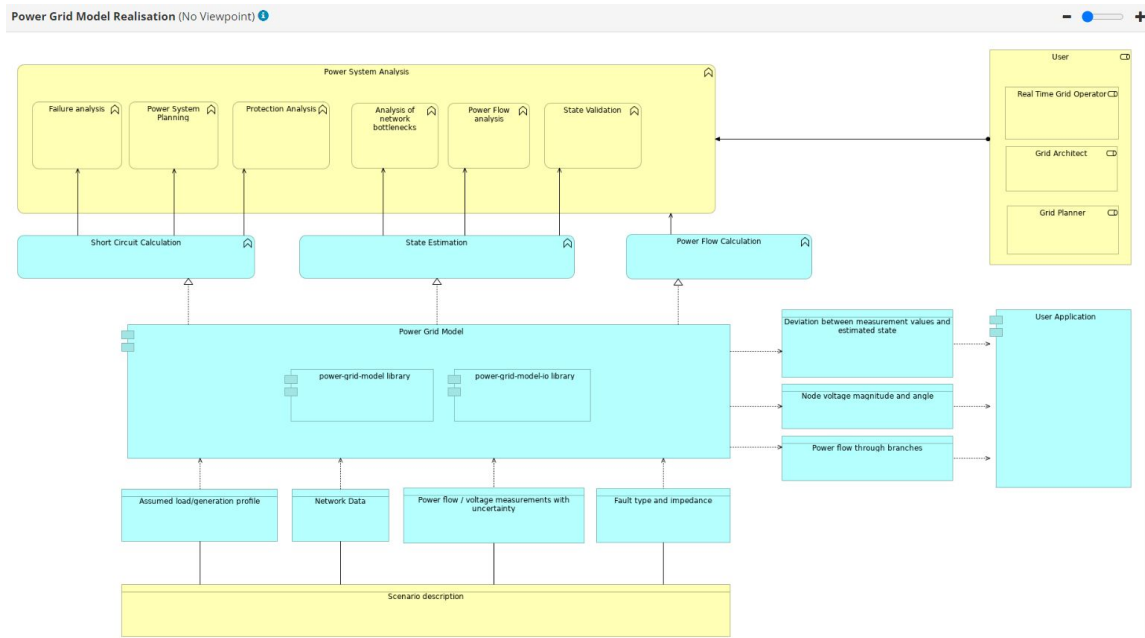 Power Grid Model Realisation (No Viewpoint)
Power System Analysis
User
Failure analysis
Power System
Planning
Protection Analysis
Analysis of
network
bottlenecks
Power Flow
analysis
State Validation
Real Time Grid Operator
Grid Architect
Grid Planner
Short Circuit Calculation
State Estimation
Power Flow Calculation
Power Grid Model
power-grid-model library
power-grid-model-io library
Deviation between measurement values and
estimated state
Node voltage magnitude and angle
Power flow through branches
User Application
Assumed load/generation profile
Network Data
Power flow / voltage measurements with
uncertainty
Fault type and impedance
Scenario description